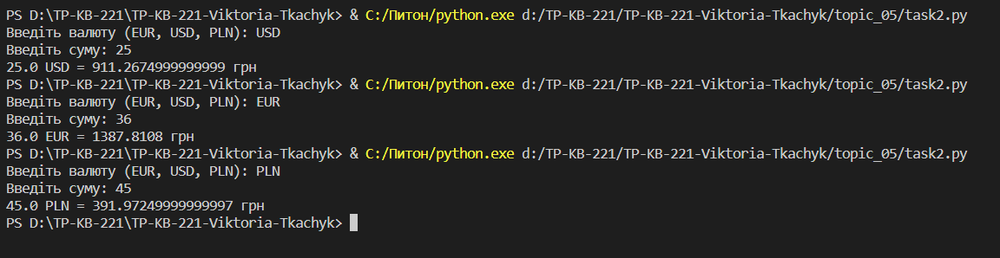 PS D:\TP-KB-221\TP-KB-221-Viktoria-Tkachyk> & C:/Питон/python.exe d:/TP-KB-221/TP-KB-221-Viktoria-Tkachyk/topic_05/task2.py
Введіть валюту (EUR, USD, PLN): USD
Введіть суму: 25
25.0 USD = 911.2674999999999 грн
PS D:\TP-KB-221\TP-KB-221-Viktoria-Tkachyk> & C:/Питон/python.exe d:/TP-KB-221/TP-KB-221-Viktoria-Tkachyk/topic_05/task2.py
Введіть валюту (EUR, USD, PLN): EUR
Введіть суму: 36
36.0 EUR = 1387.8108 грн
PS D:\TP-KB-221\TP-KB-221-Viktoria-Tkachyk> & C:/Питон/python.exe d:/TP-KB-221/TP-KB-221-Viktoria-Tkachyk/topic_05/task2.py
Введіть валюту (EUR, USD, PLN): PLN
Введіть суму: 45
45.0 PLN = 391.97249999999997 грн
PS D:\TP-KB-221\TP-KB-221-Viktoria-Tkachyk>